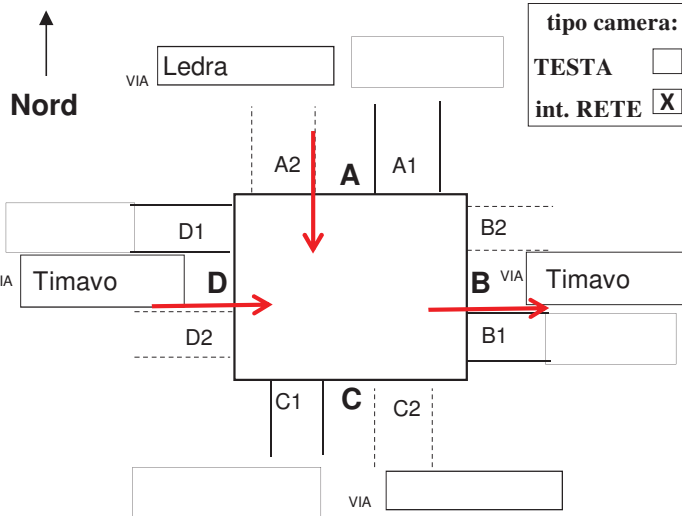 tipo camera:
TESTA
int. RETE X
Nord
VIA Ledra
A2 A A1
D1 B2
VIA Timavo D B VIA Timavo
D2 B1
C1 C C2
VIA